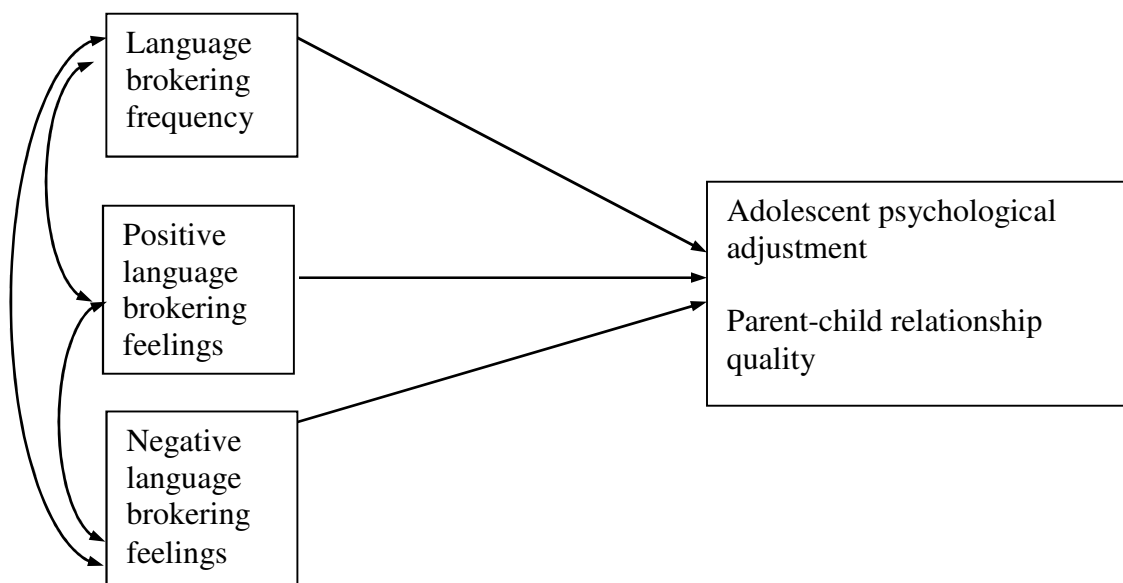 Language
brokering
frequency
Positive
language
brokering
feelings
Negative
language
brokering
feelings
Adolescent psychological
adjustment
Parent-child relationship
quality